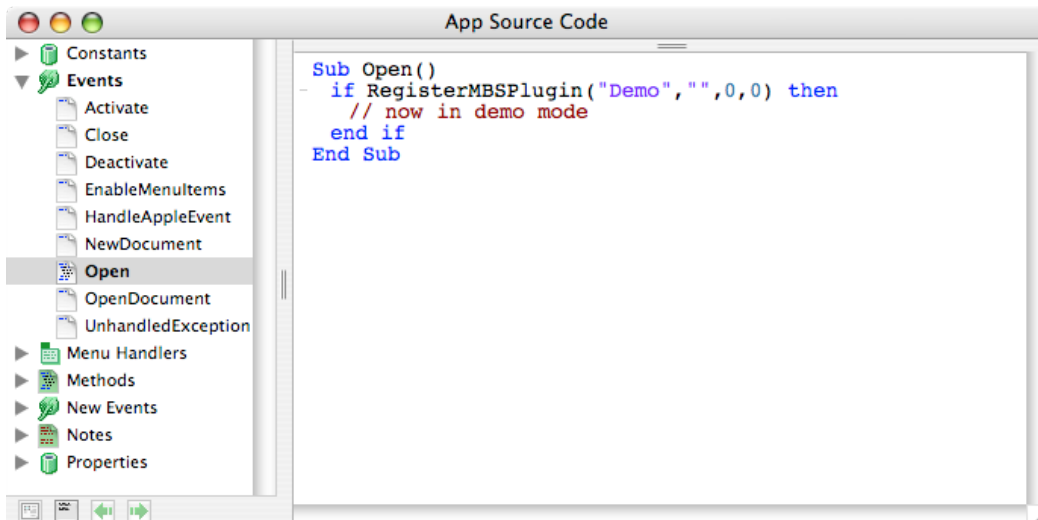 App Source Code
Constants
Events
Activate
Close
Deactivate
EnableMenuItems
HandleAppleEvent
NewDocument
Open
OpenDocument
UnhandledException
Menu Handlers
Methods
New Events
Notes
Properties
Sub Open()
if RegisterMBSPlugin("Demo","",0,0) then
// now in demo mode
end if
End Sub